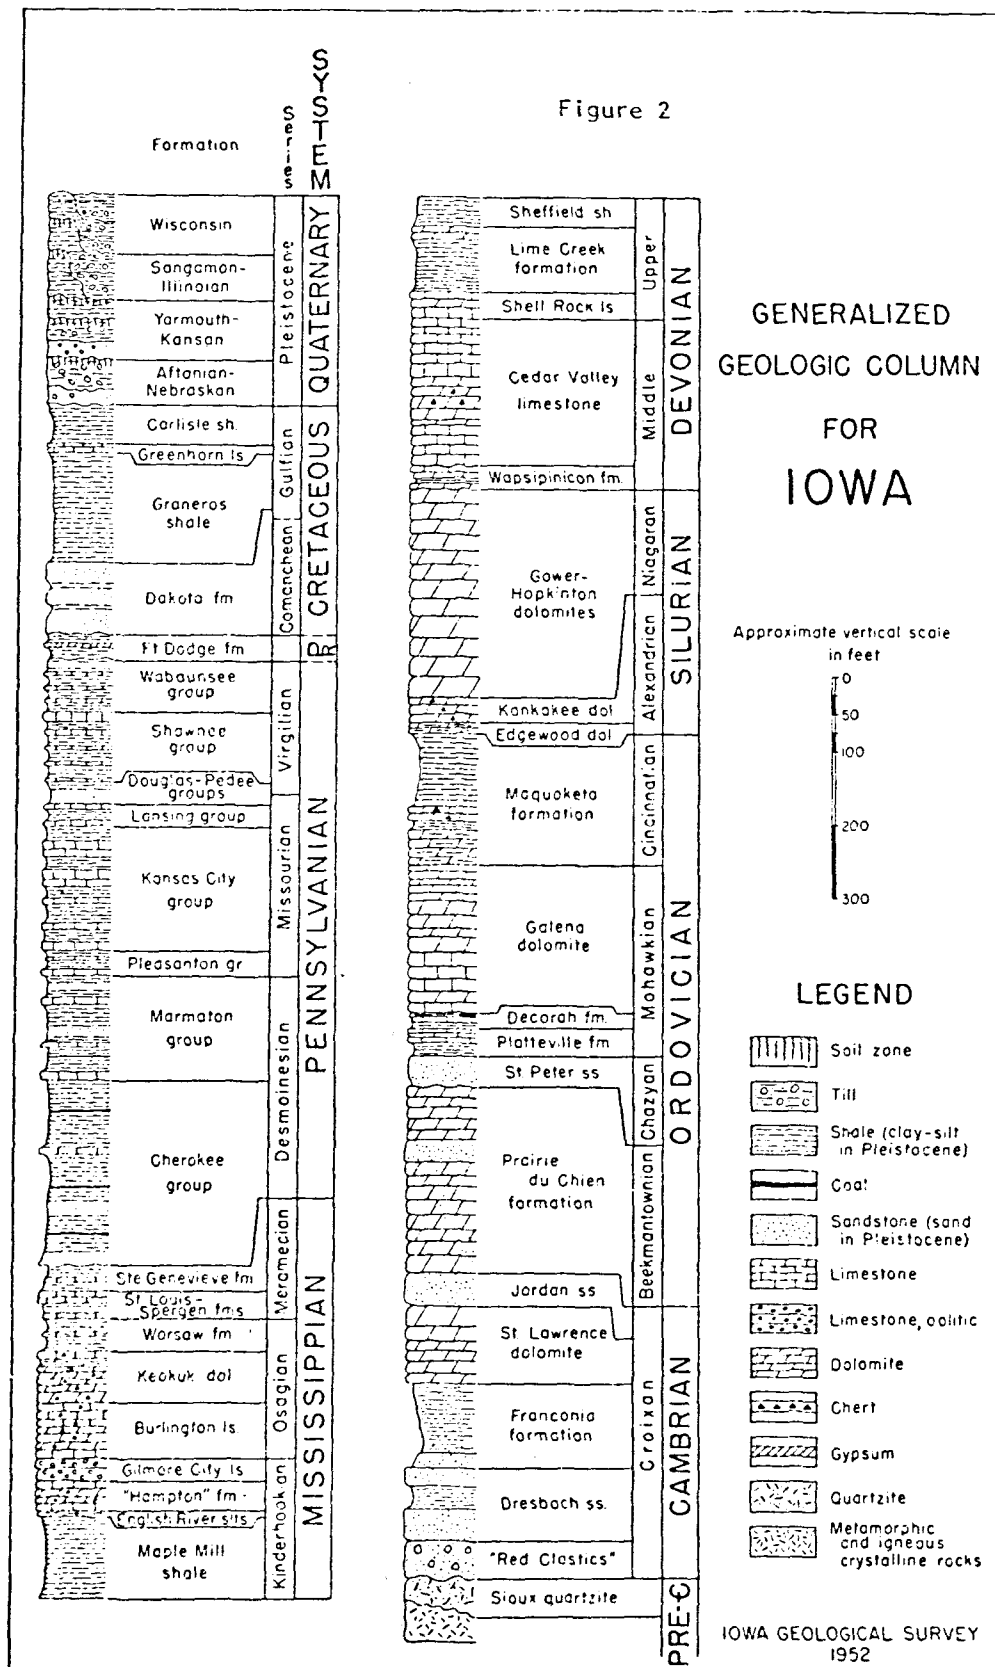 Figure 2
Formation
Series
SYSTEM
Wisconsin
Sangamon-
Illinoian
Yarmouth-
Kansan
Aftonian-
Nebraskan
Pleistocene
QUATERNARY
Carlisle sh.
Greenhorn ls
Graneros
shale
Gulfian
Dakota fm
Comanchean
CRETACEOUS
Ft Dodge fm
PR
Wabaunsee
group
Shawnee
group
Douglas-Pedee
groups
Virgilian
Lansing group
Kansas City
group
Pleasanton gr
Missourian
Marmaton
group
Cherokee
group
Desmoinesian
PENNSYLVANIAN
Ste Genevieve fm
St Louis-
Spergen fms
Meramecian
Warsaw fm
Keokuk dol
Burlington ls.
Osagian
Gilmore City ls
"Hampton" fm
English River slts.
Maple Mill
shale
Kinderhookan
MISSISSIPPIAN
Sheffield sh
Lime Creek
formation
Shell Rock ls
Upper
Cedar Valley
limestone
Wapsipinicon fm.
Middle
DEVONIAN
Gower-
Hopkinton
dolomites
Niagaran
Kankakee dol
Edgewood dol
Alexandrian
SILURIAN
Maquoketa
formation
Cincinnatian
Galena
dolomite
Decorah fm.
Platteville fm
Mohawkian
St Peter ss
Chazyan
Prairie
du Chien
formation
Beekmantownian
ORDOVICIAN
Jordan ss
St. Lawrence
dolomite
Franconia
formation
Dresbach ss.
"Red Clastics"
Croixan
CAMBRIAN
Sioux quartzite
PRE-Є
GENERALIZED
GEOLOGIC COLUMN
FOR
IOWA
Approximate vertical scale
in feet
0
50
100
200
300
LEGEND
Soil zone
Till
Shale (clay-silt
in Pleistocene)
Coal
Sandstone (sand
in Pleistocene)
Limestone
Limestone, oolitic
Dolomite
Chert
Gypsum
Quartzite
Metamorphic
and igneous
crystalline rocks
IOWA GEOLOGICAL SURVEY
1952